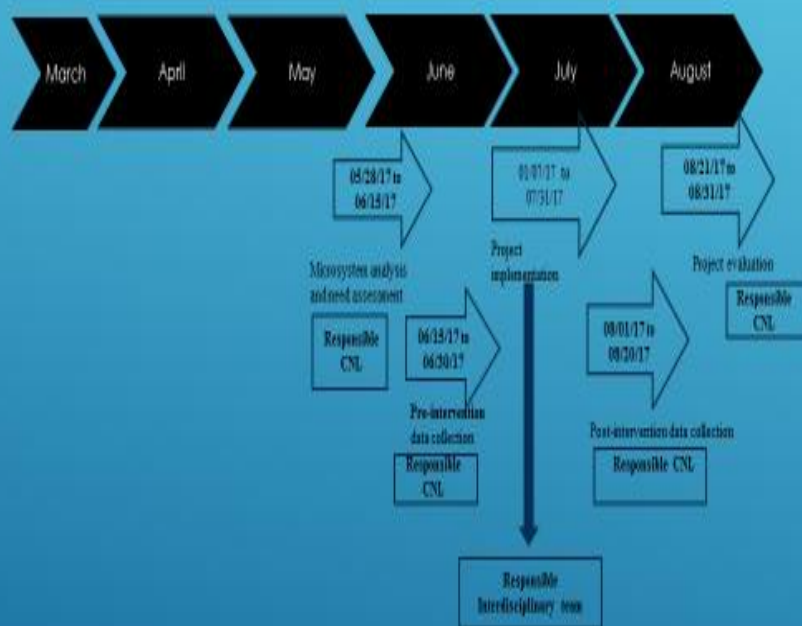 March
April
May
June
July
August
05/28/17 to
06/15/17
01/07/17 to
07/31/17
08/21/17 to
08/31/17
Microsystem analysis
and need assessment
Project
implementation
Project evaluation
Responsible
CNL
06/15/17 to
06/30/17
08/01/17 to
08/20/17
Responsible
CNL
Pre-intervention
data collection
Post-intervention data collection
Responsible
CNL
Responsible CNL
Responsible
Interdisciplinary team